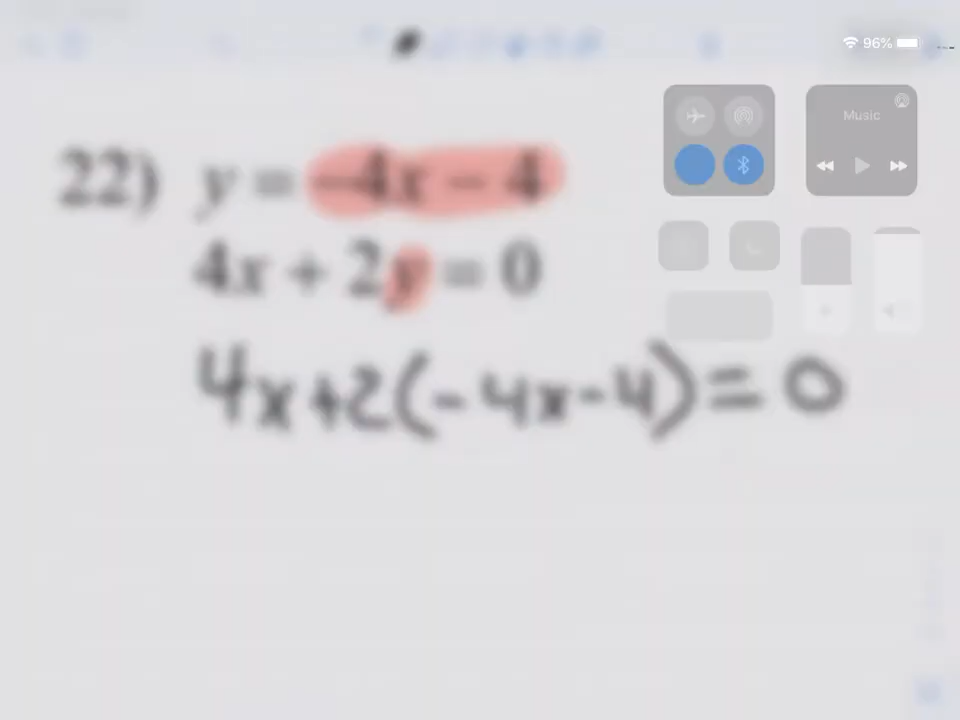 96%
Music
22) y = −4x − 4
4x + 2y = 0
4x+2(-4x-4)=0